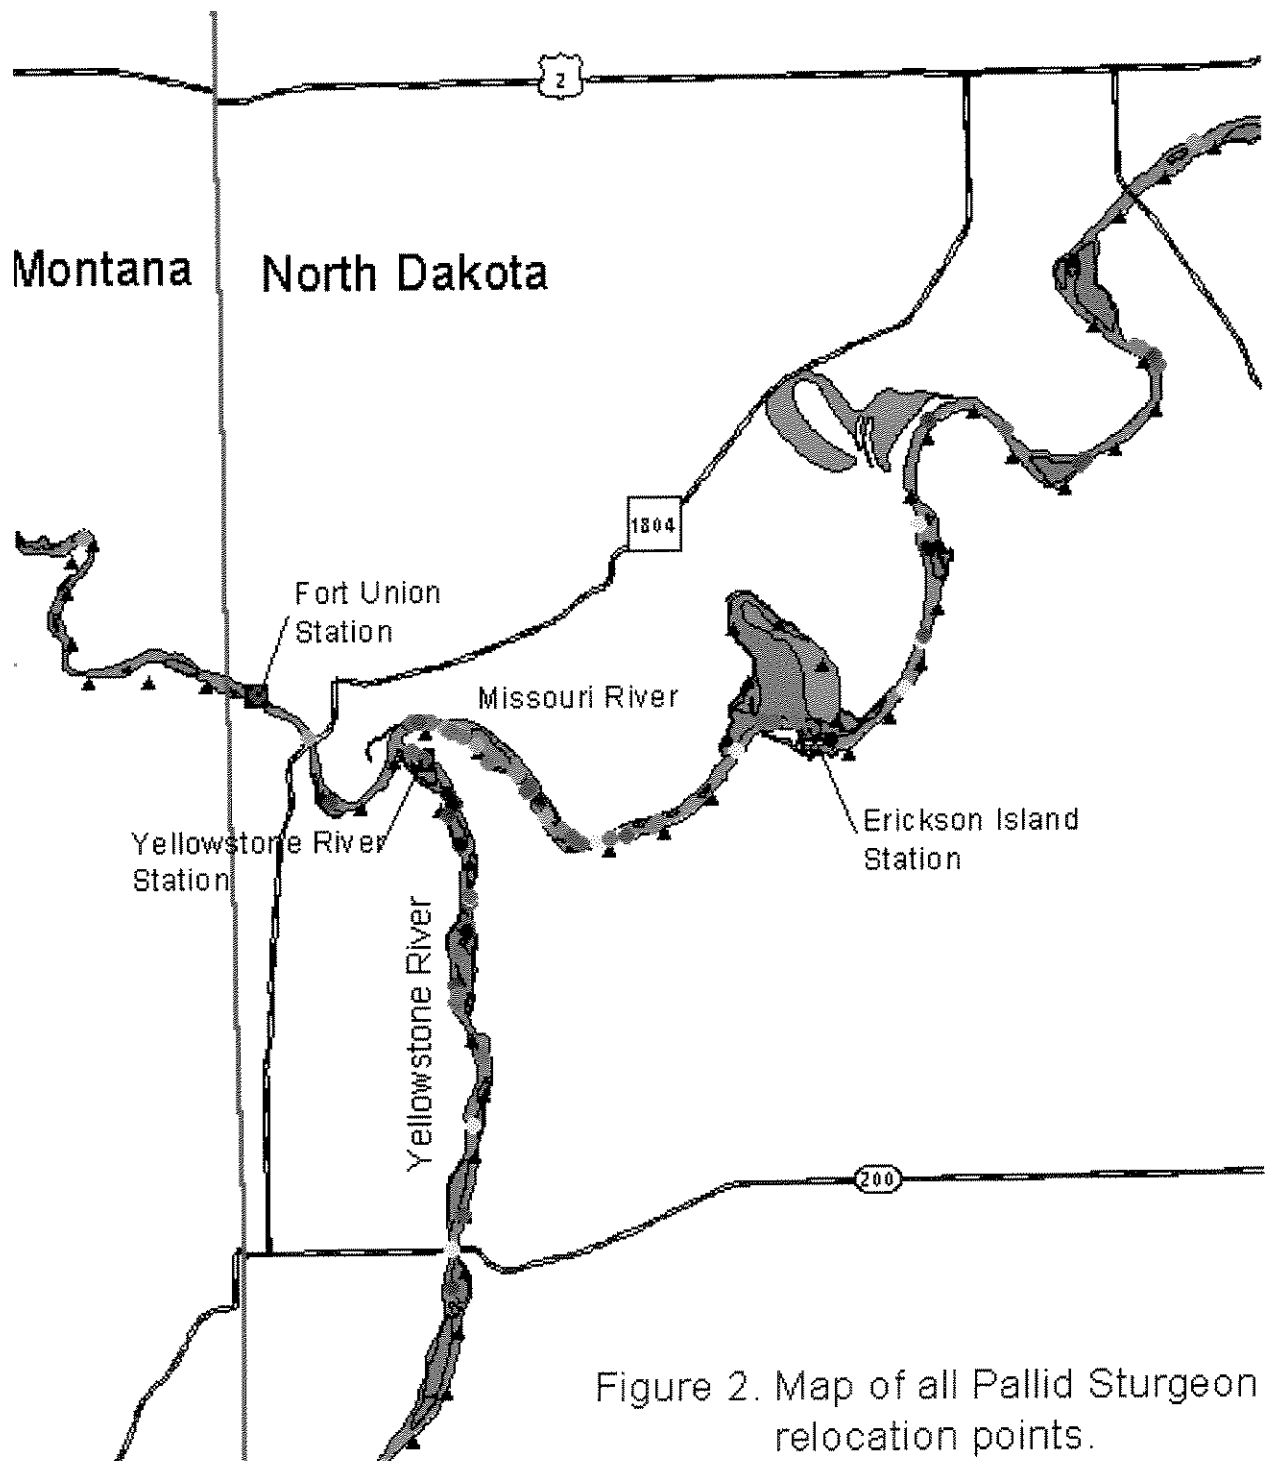 2
Montana
North Dakota
1804
Fort Union
Station
Missouri River
Yellowstone River
Station
Erickson Island
Station
Yellowstone River
200
Figure 2. Map of all Pallid Sturgeon
relocation points.